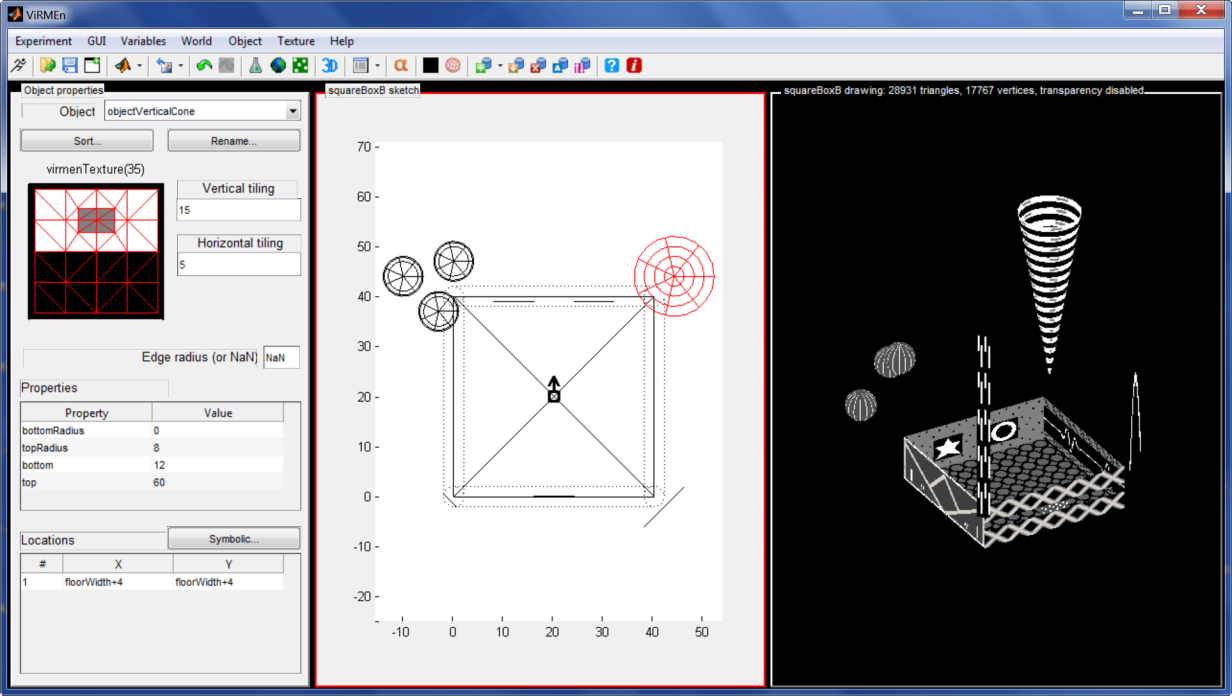 ViRMEn
Experiment GUI Variables World Object Texture Help
3D α ? i
Object properties
Object objectVerticalCone
Sort... Rename...
virmenTexture(35)
Vertical tiling
15
Horizontal tiling
5
Edge radius (or NaN) NaN
Properties
Property Value
bottomRadius 0
topRadius 8
bottom 12
top 60
Locations Symbolic...
# X Y
1 floorWidth+4 floorWidth+4
squareBoxB sketch
70
60
50
40
30
20
10
0
-10
-20
-10 0 10 20 30 40 50
squareBoxB drawing: 28931 triangles, 17767 vertices, transparency disabled